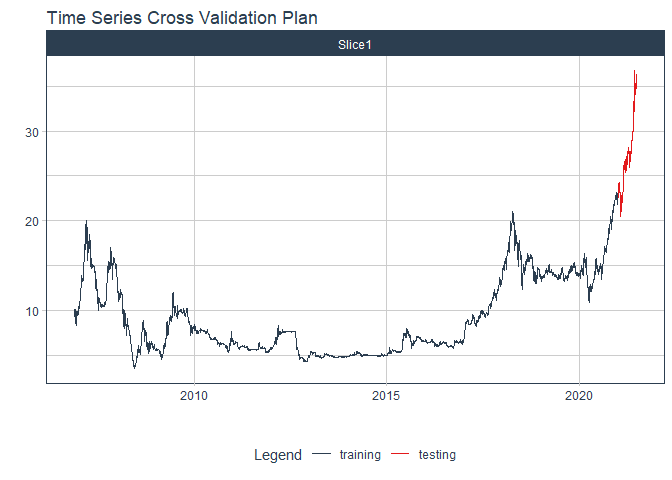 Time Series Cross Validation Plan
Slice1
30
20
10
2010 2015 2020
Legend training testing